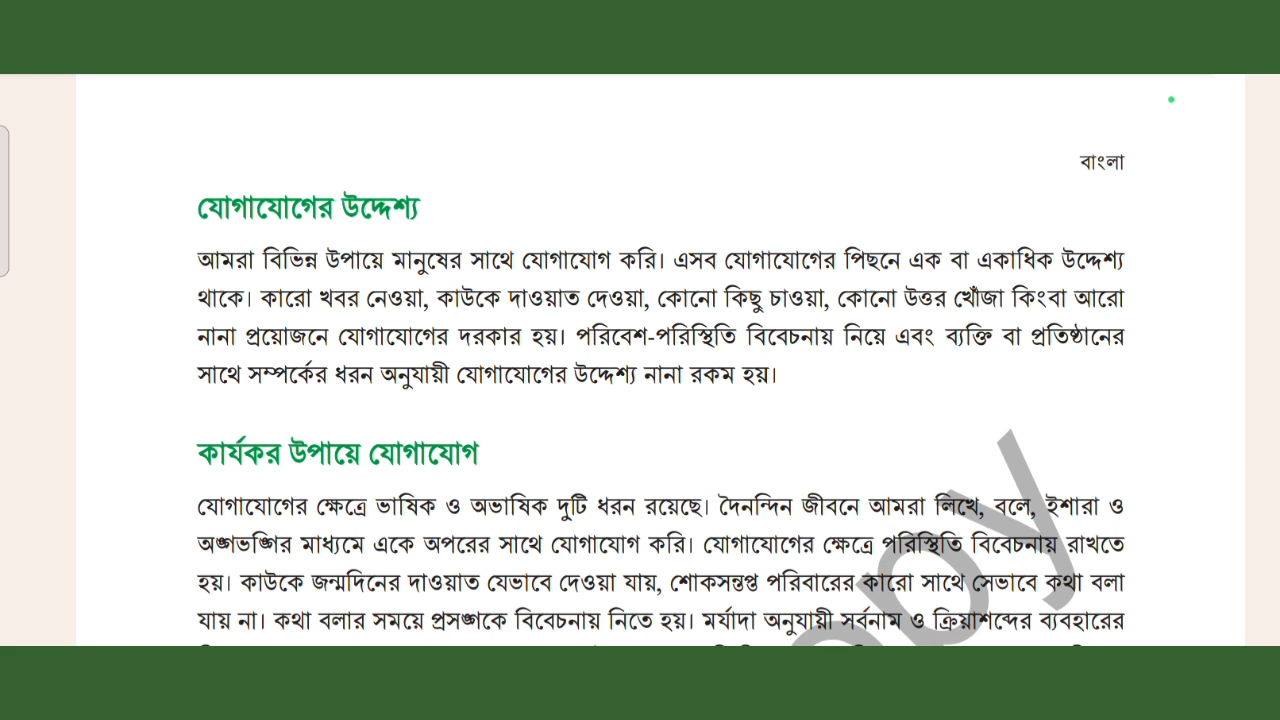 বাংলা
যোগাযোগের উদ্দেশ্য
আমরা বিভিন্ন উপায়ে মানুষের সাথে যোগাযোগ করি। এসব যোগাযোগের পিছনে এক বা একাধিক উদ্দেশ্য
থাকে। কারো খবর নেওয়া, কাউকে দাওয়াত দেওয়া, কোনো কিছু চাওয়া, কোনো উত্তর খোঁজা কিংবা আরো
নানা প্রয়োজনে যোগাযোগের দরকার হয়। পরিবেশ-পরিস্থিতি বিবেচনায় নিয়ে এবং ব্যক্তি বা প্রতিষ্ঠানের
সাথে সম্পর্কের ধরন অনুযায়ী যোগাযোগের উদ্দেশ্য নানা রকম হয়।
কার্যকর উপায়ে যোগাযোগ
যোগাযোগের ক্ষেত্রে ভাষিক ও অভাষিক দুটি ধরন রয়েছে। দৈনন্দিন জীবনে আমরা লিখে, বলে, ইশারা ও
অঙ্গভঙ্গির মাধ্যমে একে অপরের সাথে যোগাযোগ করি। যোগাযোগের ক্ষেত্রে পরিস্থিতি বিবেচনায় রাখতে
হয়। কাউকে জন্মদিনের দাওয়াত যেভাবে দেওয়া যায়, শোকসন্তপ্ত পরিবারের কারো সাথে সেভাবে কথা বলা
যায় না। কথা বলার সময়ে প্রসঙ্গকে বিবেচনায় নিতে হয়। মর্যাদা অনুযায়ী সর্বনাম ও ক্রিয়াশব্দের ব্যবহারের